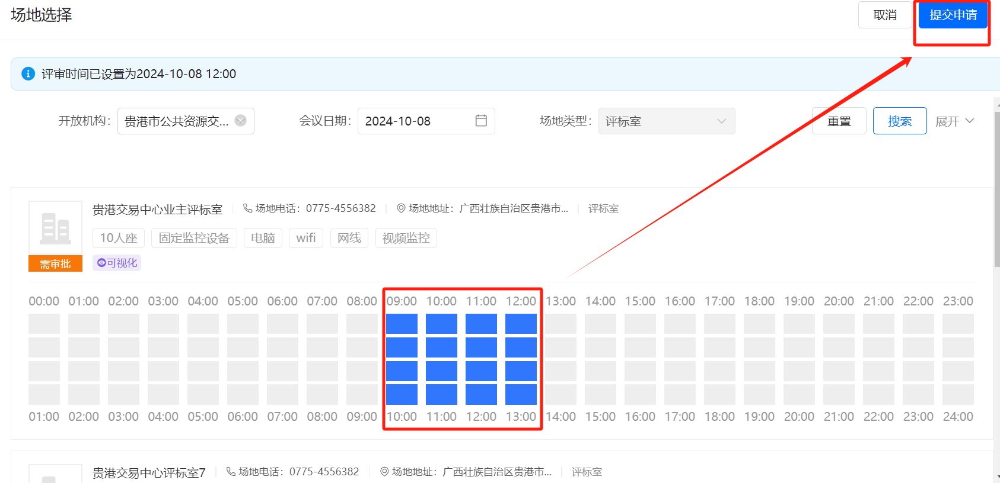 场地选择
取消
提交申请
评审时间已设置为2024-10-08 12:00
开放机构：
贵港市公共资源交...
会议日期：
2024-10-08
场地类型：
评标室
重置
搜索
展开
贵港交易中心业主评标室
场地电话：0775-4556382
场地地址：广西壮族自治区贵港市...
评标室
10人座
固定监控设备
电脑
wifi
网线
视频监控
需审批
可视化
00:00 01:00 02:00 03:00 04:00 05:00 06:00 07:00 08:00 09:00 10:00 11:00 12:00 13:00 14:00 15:00 16:00 17:00 18:00 19:00 20:00 21:00 22:00 23:00
01:00 02:00 03:00 04:00 05:00 06:00 07:00 08:00 09:00 10:00 11:00 12:00 13:00 14:00 15:00 16:00 17:00 18:00 19:00 20:00 21:00 22:00 23:00 24:00
贵港交易中心评标室7
场地电话：0775-4556382
场地地址：广西壮族自治区贵港市...
评标室